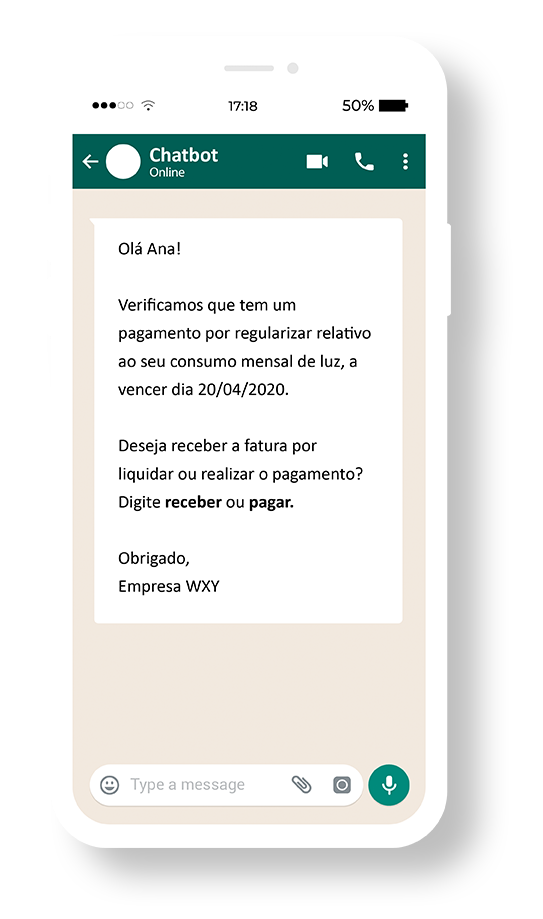 17:18
50%
Chatbot
Online
Olá Ana!
Verificamos que tem um
pagamento por regularizar relativo
ao seu consumo mensal de luz, a
vencer dia 20/04/2020.
Deseja receber a fatura por
liquidar ou realizar o pagamento?
Digite receber ou pagar.
Obrigado,
Empresa WXY
Type a message